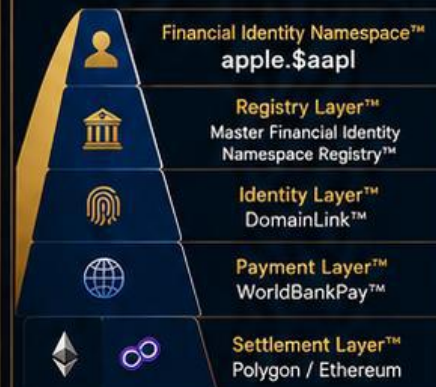 Financial Identity Namespace™
apple.$aapl
Registry Layer™
Master Financial Identity
Namespace Registry™
Identity Layer™
DomainLink™
Payment Layer™
WorldBankPay™
Settlement Layer™
Polygon / Ethereum